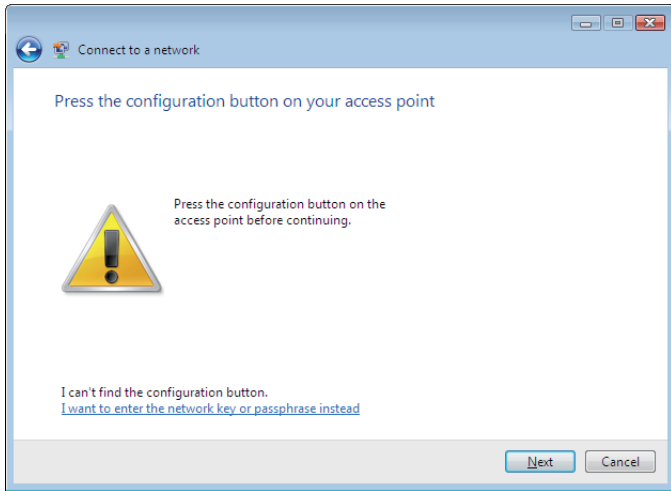 Connect to a network
Press the configuration button on your access point
Press the configuration button on the
access point before continuing.
I can't find the configuration button.
I want to enter the network key or passphrase instead
Next
Cancel